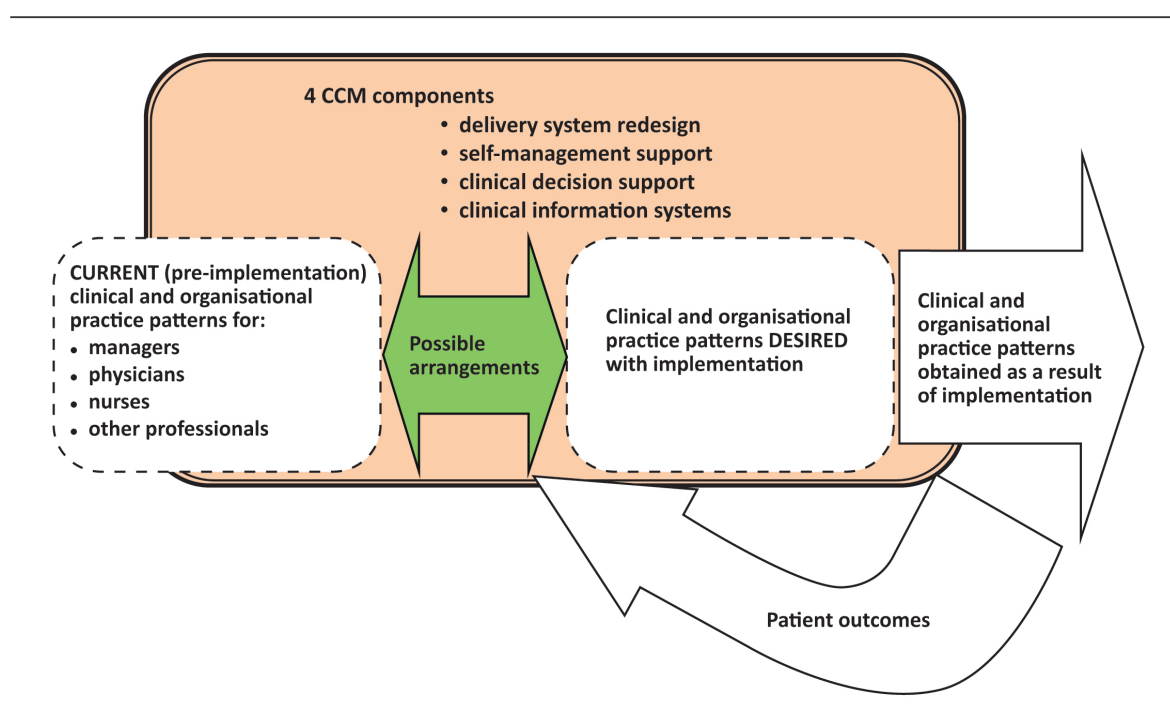 4 CCM components
• delivery system redesign
• self-management support
• clinical decision support
• clinical information systems
CURRENT (pre-implementation)
clinical and organisational
practice patterns for:
• managers
• physicians
• nurses
• other professionals
Possible
arrangements
Clinical and organisational
practice patterns DESIRED
with implementation
Clinical and
organisational
practice patterns
obtained as a result
of implementation
Patient outcomes